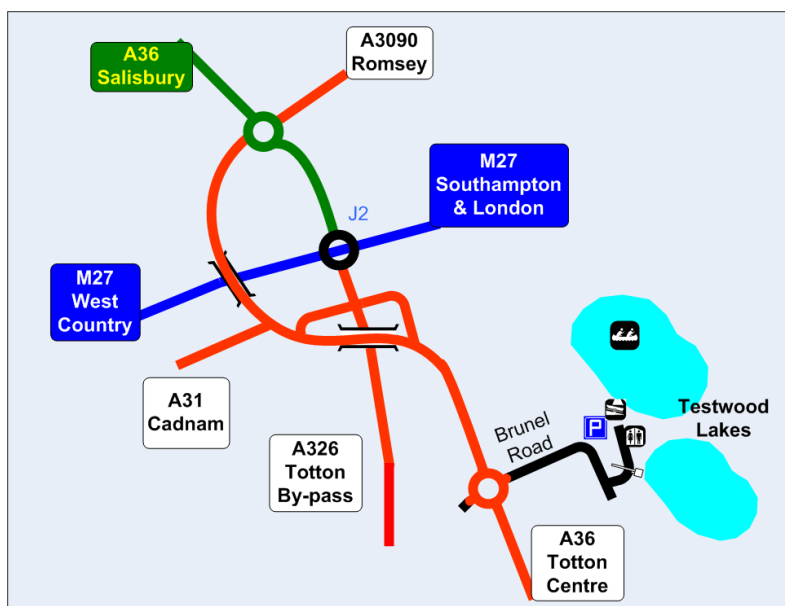 A36
Salisbury
A3090
Romsey
M27
Southampton
& London
J2
M27
West
Country
A31
Cadnam
A326
Totton
By-pass
Brunel
Road
P
Testwood
Lakes
A36
Totton
Centre